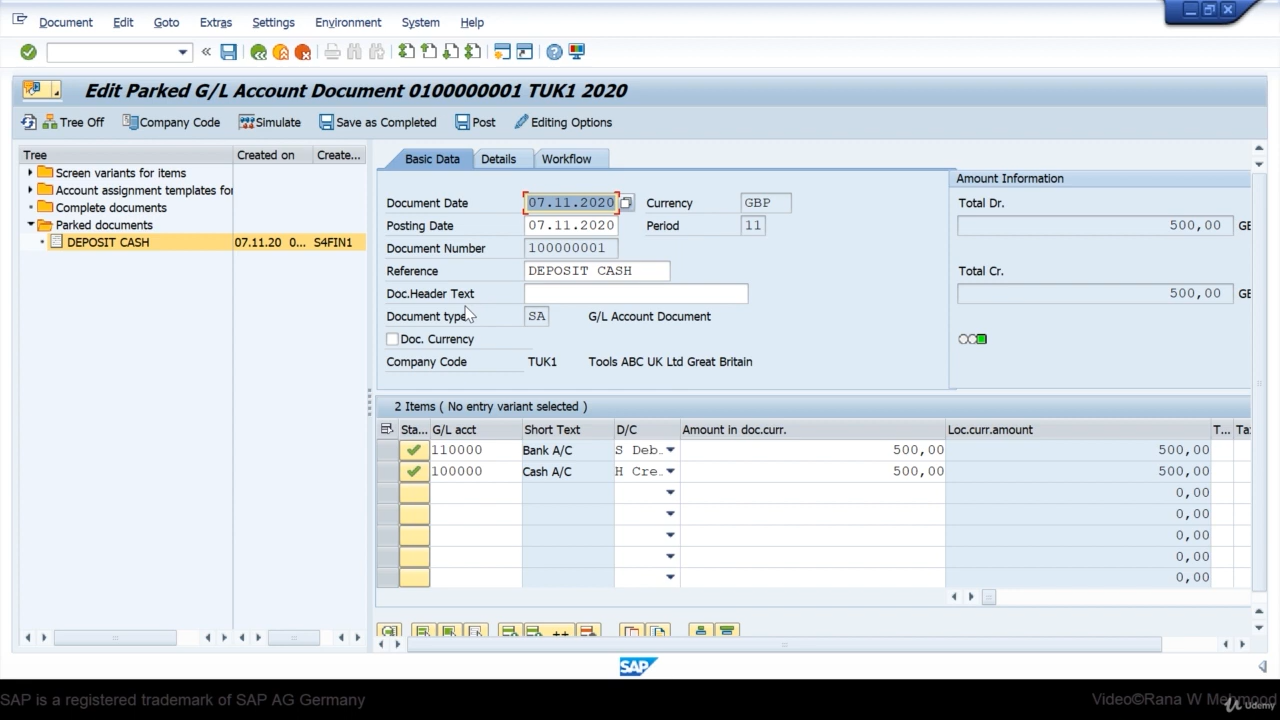 Document Edit Goto Extras Settings Environment System Help
Edit Parked G/L Account Document 0100000001 TUK1 2020
Tree Off Company Code Simulate Save as Completed Post Editing Options
Tree Created on Create...
Screen variants for items
Account assignment templates for
Complete documents
Parked documents
DEPOSIT CASH 07.11.20 0... S4FIN1
Basic Data Details Workflow
Document Date 07.11.2020 Currency GBP
Posting Date 07.11.2020 Period 11
Document Number 100000001
Reference DEPOSIT CASH
Doc.Header Text
Document type SA G/L Account Document
Doc. Currency
Company Code TUK1 Tools ABC UK Ltd Great Britain
Amount Information
Total Dr.
500,00 GE
Total Cr.
500,00 GE
2 Items ( No entry variant selected )
Sta... G/L acct Short Text D/C Amount in doc.curr. Loc.curr.amount T... Ta
110000 Bank A/C S Deb… 500,00 500,00
100000 Cash A/C H Cre… 500,00 500,00
0,00
0,00
0,00
0,00
0,00
SAP
SAP is a registered trademark of SAP AG Germany
Video©Rana W Mehmood
Udemy